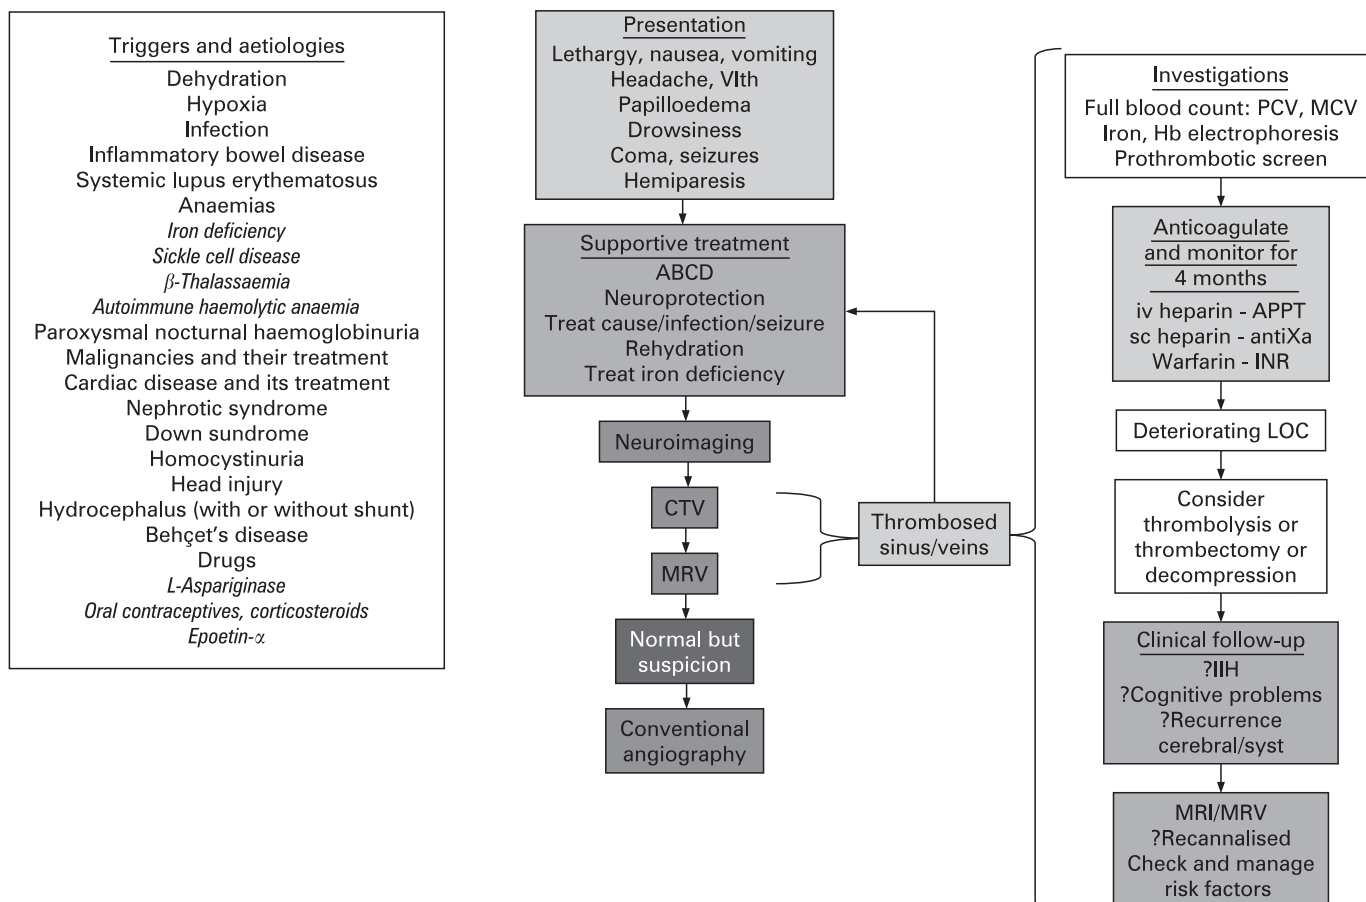 Triggers and aetiologies
Dehydration
Hypoxia
Infection
Inflammatory bowel disease
Systemic lupus erythematosus
Anaemias
Iron deficiency
Sickle cell disease
β-Thalassaemia
Autoimmune haemolytic anaemia
Paroxysmal nocturnal haemoglobinuria
Malignancies and their treatment
Cardiac disease and its treatment
Nephrotic syndrome
Down sundrome
Homocystinuria
Head injury
Hydrocephalus (with or without shunt)
Behçet's disease
Drugs
L-Aspariginase
Oral contraceptives, corticosteroids
Epoetin-α
Presentation
Lethargy, nausea, vomiting
Headache, VIth
Papilloedema
Drowsiness
Coma, seizures
Hemiparesis
Supportive treatment
ABCD
Neuroprotection
Treat cause/infection/seizure
Rehydration
Treat iron deficiency
Neuroimaging
CTV
MRV
Normal but
suspicion
Conventional
angiography
Thrombosed
sinus/veins
Investigations
Full blood count: PCV, MCV
Iron, Hb electrophoresis
Prothrombotic screen
Anticoagulate
and monitor for
4 months
iv heparin - APPT
sc heparin - antiXa
Warfarin - INR
Deteriorating LOC
Consider
thrombolysis or
thrombectomy or
decompression
Clinical follow-up
?IIH
?Cognitive problems
?Recurrence
cerebral/syst
MRI/MRV
?Recannalised
Check and manage
risk factors